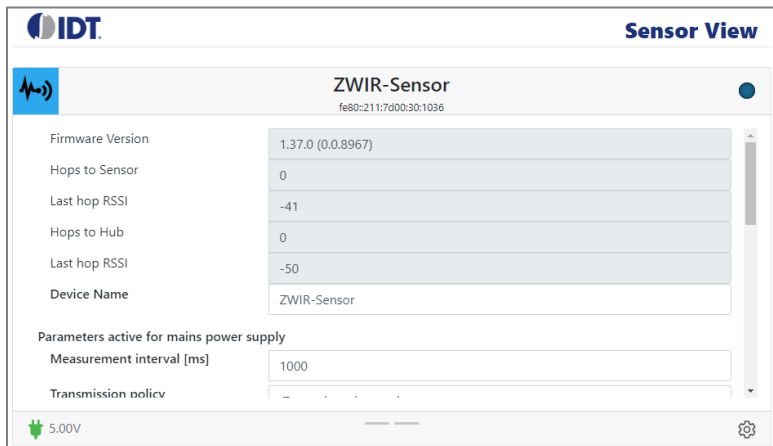 IDT.
Sensor View
ZWIR-Sensor
fe80::211:7d00:30:1036
Firmware Version 1.37.0 (0.0.8967)
Hops to Sensor 0
Last hop RSSI -41
Hops to Hub 0
Last hop RSSI -50
Device Name ZWIR-Sensor
Parameters active for mains power supply
Measurement interval [ms] 1000
Transmission policy
5.00V